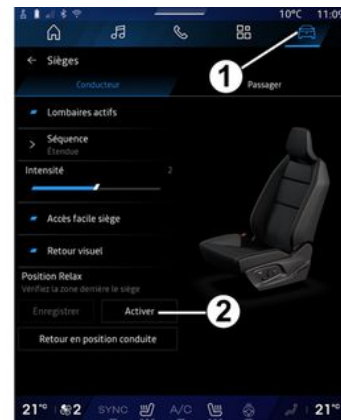 10°C 11:09
← Sièges
1
Conducteur
Passager
Lombaires actifs
> Séquence
Étendue
Intensité 2
Accès facile siège
Retour visuel
Position Relax
Vérifiez la zone derrière le siège
Enregistrer Activer
2
Retour en position conduite
21°° 2 SYNC A/C 21°°